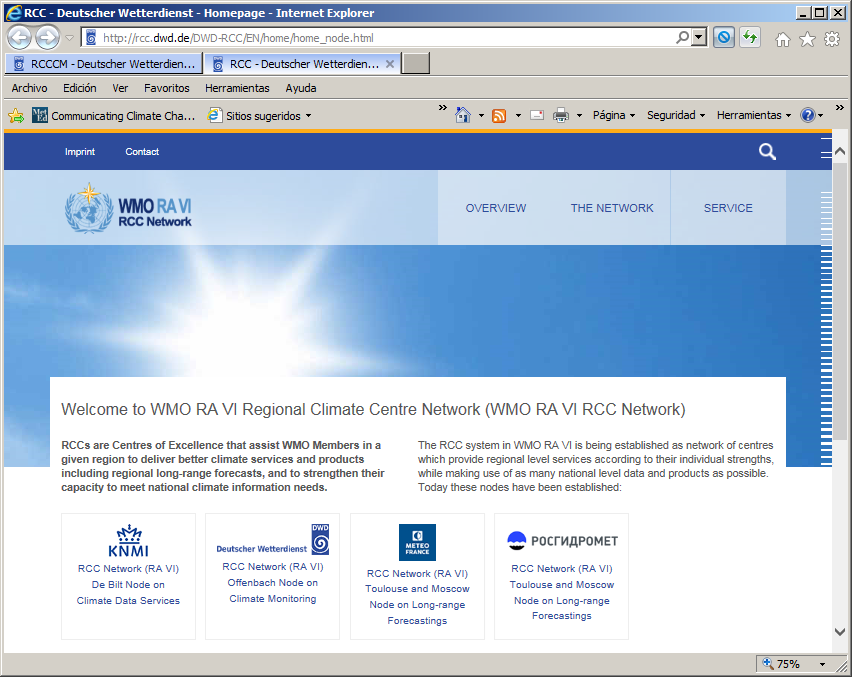 RCC - Deutscher Wetterdienst - Homepage - Internet Explorer
http://rcc.dwd.de/DWD-RCC/EN/home/home_node.html
RCCCM - Deutscher Wetterdien...
RCC - Deutscher Wetterdien...
Archivo Edición Ver Favoritos Herramientas Ayuda
Communicating Climate Cha...
Sitios sugeridos
Página
Seguridad
Herramientas
Imprint Contact
WMO RA VI
RCC Network
OVERVIEW THE NETWORK SERVICE
Welcome to WMO RA VI Regional Climate Centre Network (WMO RA VI RCC Network)
RCCs are Centres of Excellence that assist WMO Members in a
given region to deliver better climate services and products
including regional long-range forecasts, and to strengthen their
capacity to meet national climate information needs.
The RCC system in WMO RA VI is being established as network of centres
which provide regional level services according to their individual strengths,
while making use of as many national level data and products as possible.
Today these nodes have been established:
KNMI
RCC Network (RA VI)
De Bilt Node on
Climate Data Services
Deutscher Wetterdienst
DWD
RCC Network (RA VI)
Offenbach Node on
Climate Monitoring
METEO
FRANCE
RCC Network (RA VI)
Toulouse and Moscow
Node on Long-range
Forecastings
РОСГИДРОМЕТ
RCC Network (RA VI)
Toulouse and Moscow
Node on Long-range
Forecastings
75%